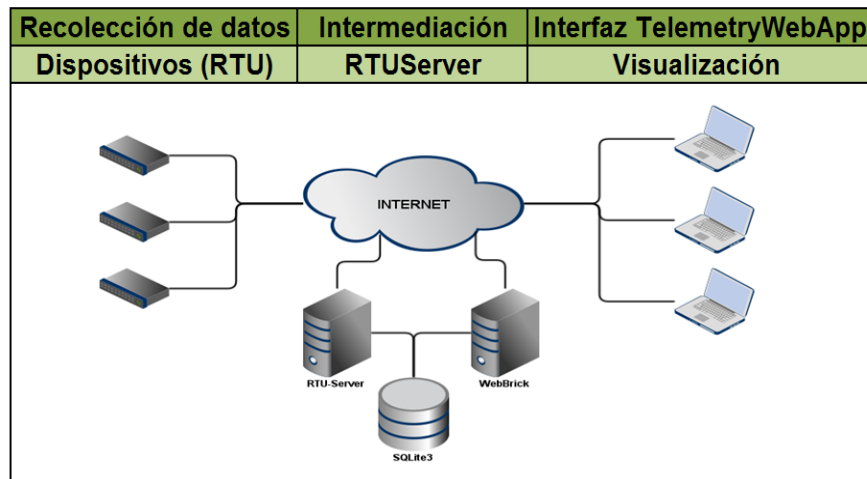 Recolección de datos
Intermediación
Interfaz TelemetryWebApp
Dispositivos (RTU)
RTUServer
Visualización
INTERNET
RTU-Server
WebBrick
SQLite3